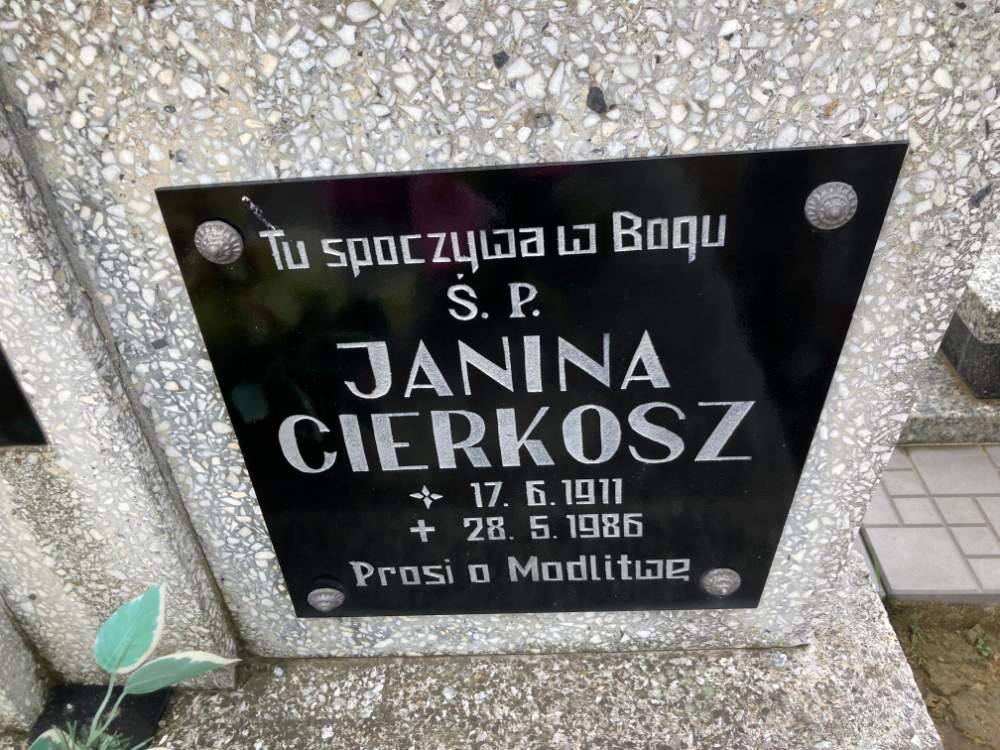 Tu spoczywa w Bogu
Ś. P.
JANINA
CIERKOSZ
17. 6. 1911
28. 5. 1986
Prosi o Modlitwę